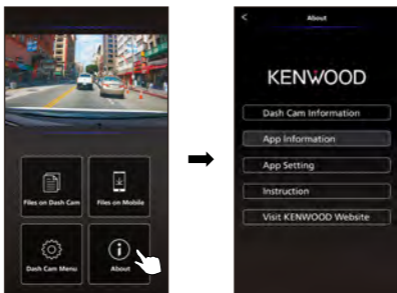 Files on Dash Cam
Files on Mobile
Dash Cam Menu
About
< About
KENWOOD
Dash Cam Information
App Information
App Setting
Instruction
Visit KENWOOD Website